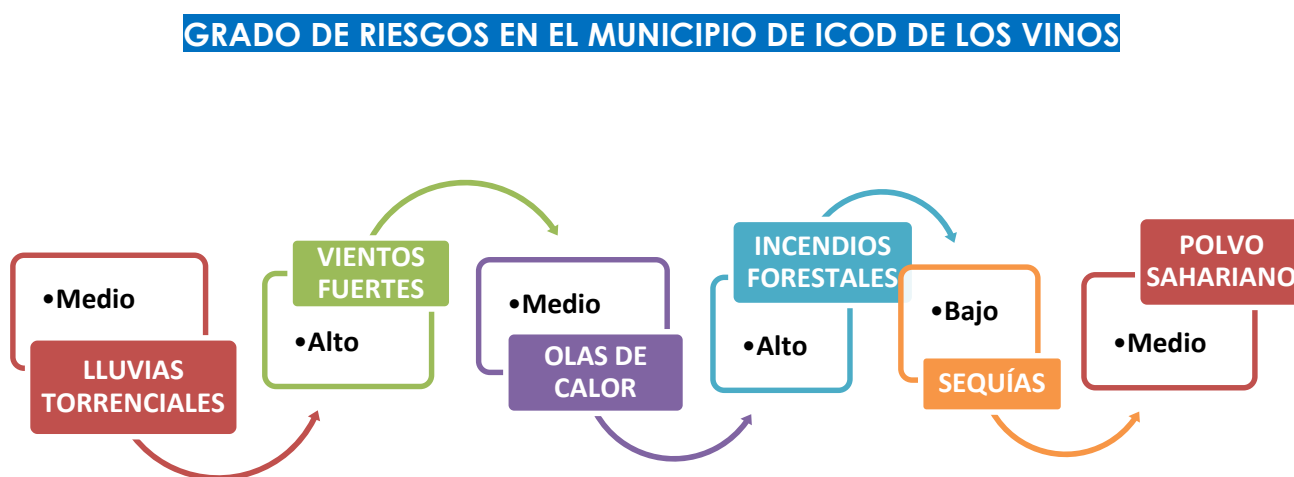 GRADO DE RIESGOS EN EL MUNICIPIO DE ICOD DE LOS VINOS
•Medio
LLUVIAS
TORRENCIALES
VIENTOS
FUERTES
•Alto
•Medio
OLAS DE
CALOR
INCENDIOS
FORESTALES
•Alto
•Bajo
SEQUÍAS
POLVO
SAHARIANO
•Medio